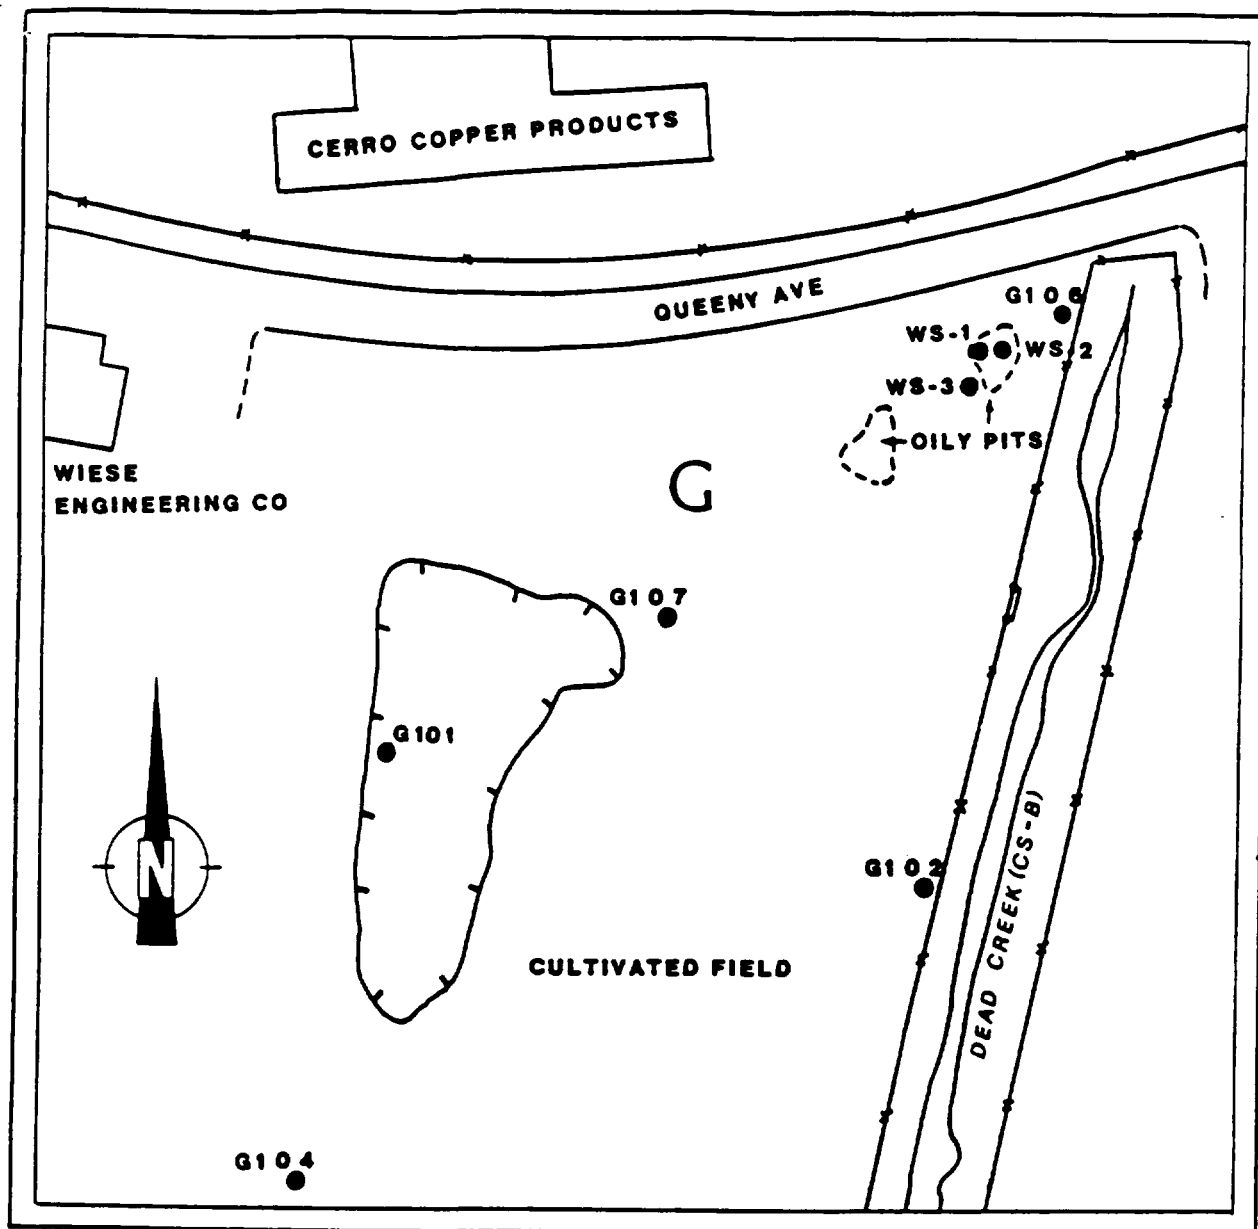 CERRO COPPER PRODUCTS
QUEENY AVE
G106
WS-1
WS-2
WS-3
OILY PITS
WIESE
ENGINEERING CO
G
G107
G101
N
G102
DEAD CREEK (CS-B)
CULTIVATED FIELD
G104